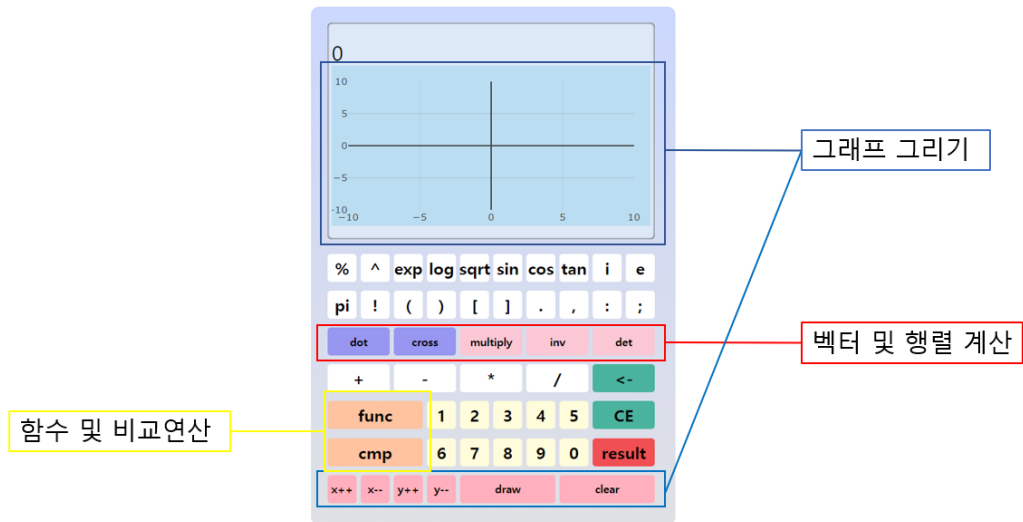 0
10
5
0
−5
-10
−10 −5 0 5 10
그래프 그리기
% ^ exp log sqrt sin cos tan i e
pi ! ( ) [ ] . , : ;
dot cross multiply inv det
벡터 및 행렬 계산
+ - * / <-
func 1 2 3 4 5 CE
함수 및 비교연산
cmp 6 7 8 9 0 result
x++ x-- y++ y-- draw clear